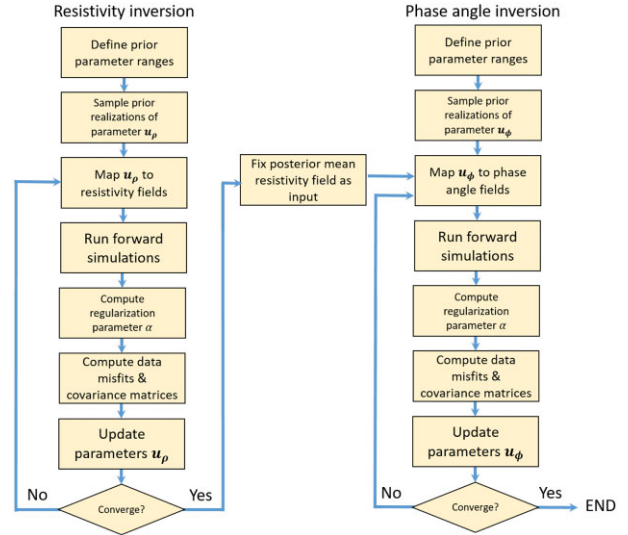 Resistivity inversion
Define prior
parameter ranges
Sample prior
realizations of
parameter 𝒖𝝆
Map 𝒖𝝆 to
resistivity fields
Run forward
simulations
Compute
regularization
parameter α
Compute data
misfits &
covariance matrices
Update
parameters 𝒖𝝆
No
Converge?
Yes
Fix posterior mean
resistivity field as
input
Phase angle inversion
Define prior
parameter ranges
Sample prior
realizations of
parameter 𝒖𝝓
Map 𝒖𝝓 to phase
angle fields
Run forward
simulations
Compute
regularization
parameter α
Compute data
misfits &
covariance matrices
Update
parameters 𝒖𝝓
No
Converge?
Yes
END